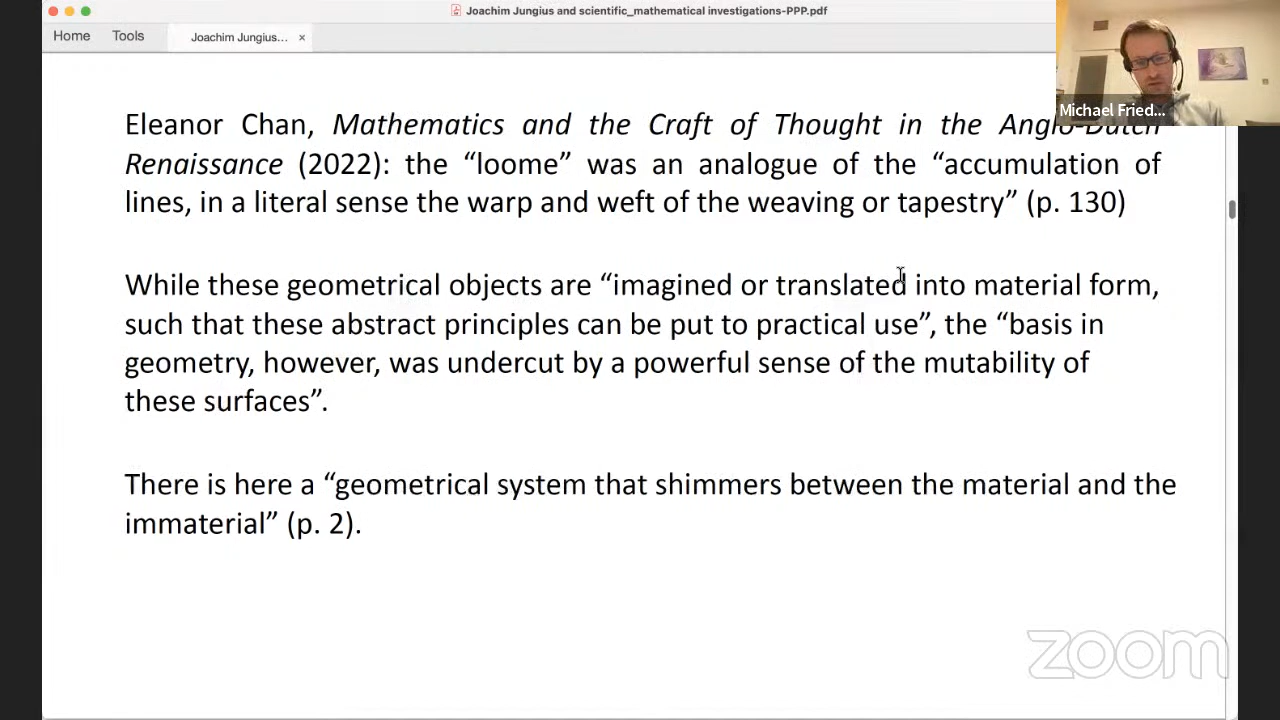 Joachim Jungius and scientific_mathematical investigations-PPP.pdf
Home Tools Joachim Jungius... ×
Michael Fried...
Eleanor Chan, Mathematics and the Craft of Thought in the Anglo-Dutch
Renaissance (2022): the “loome” was an analogue of the “accumulation of
lines, in a literal sense the warp and weft of the weaving or tapestry” (p. 130)
While these geometrical objects are “imagined or translated into material form,
such that these abstract principles can be put to practical use”, the “basis in
geometry, however, was undercut by a powerful sense of the mutability of
these surfaces”.
There is here a “geometrical system that shimmers between the material and the
immaterial” (p. 2).
zoom